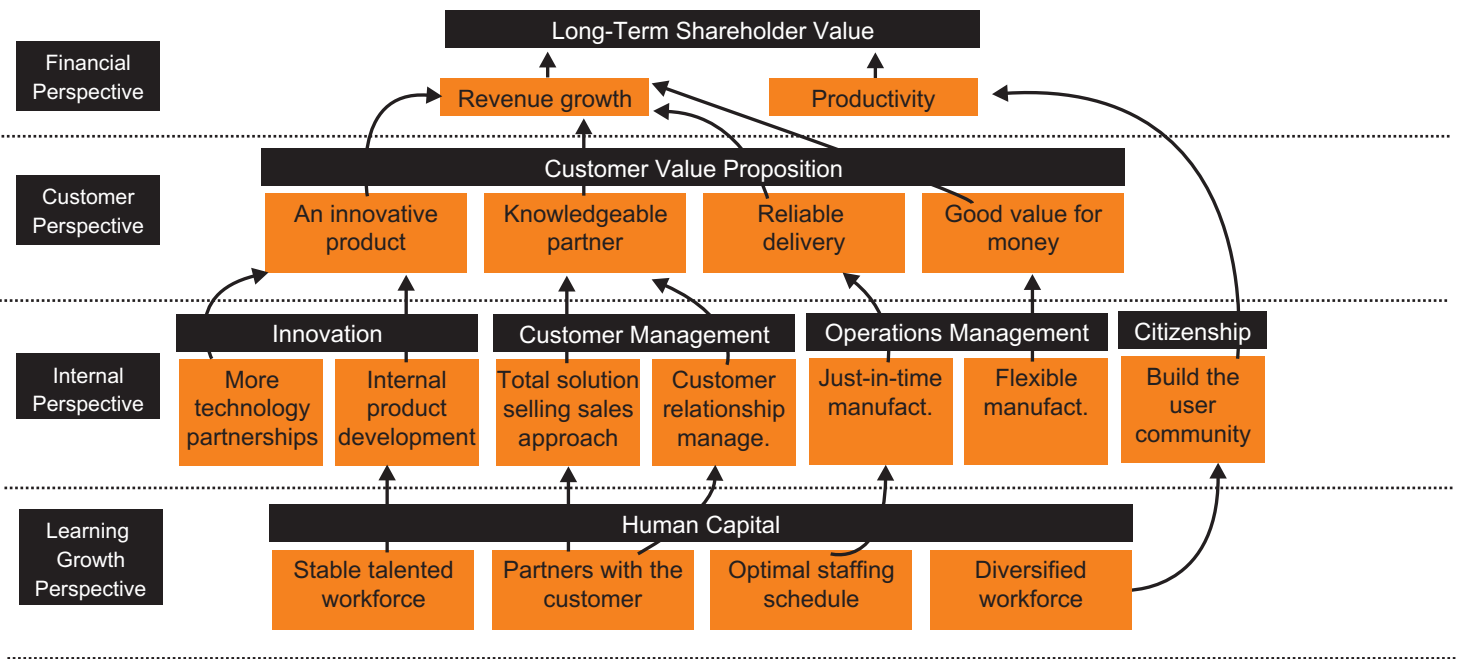 Long-Term Shareholder Value
Financial
Perspective
Revenue growth
Productivity
Customer Value Proposition
Customer
Perspective
An innovative
product
Knowledgeable
partner
Reliable
delivery
Good value for
money
Innovation
Customer Management
Operations Management
Citizenship
Internal
Perspective
More
technology
partnerships
Internal
product
development
Total solution
selling sales
approach
Customer
relationship
manage.
Just-in-time
manufact.
Flexible
manufact.
Build the
user
community
Human Capital
Learning
Growth
Perspective
Stable talented
workforce
Partners with the
customer
Optimal staffing
schedule
Diversified
workforce